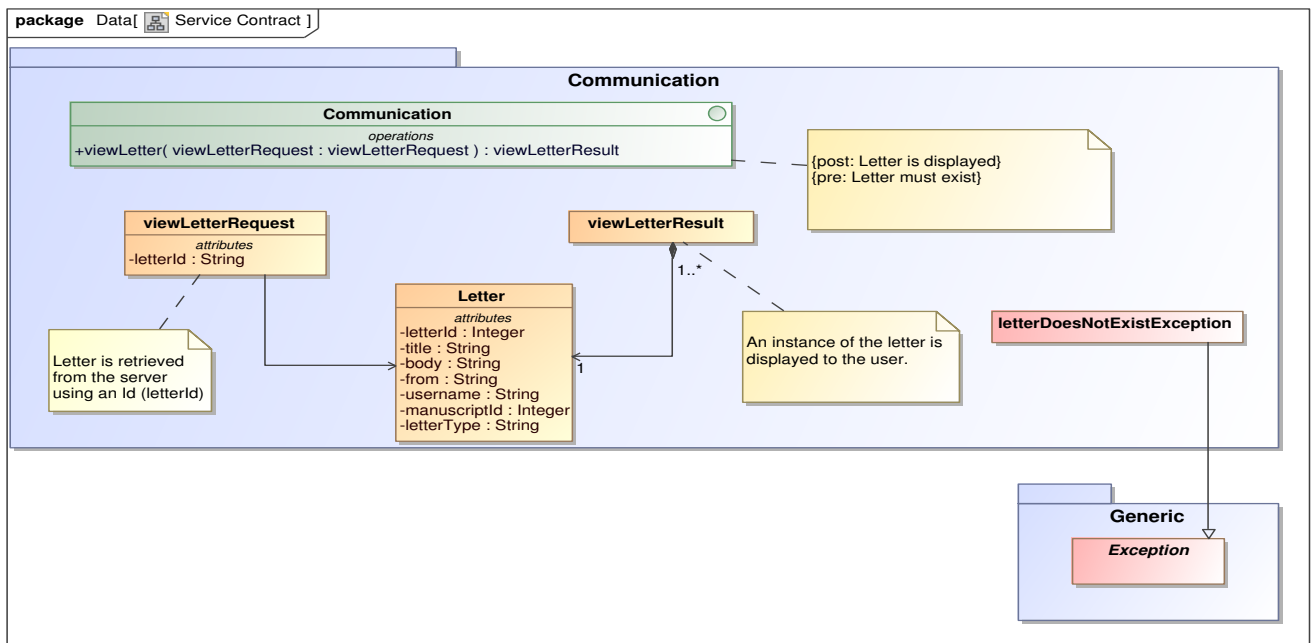 package Data[ Service Contract ]
Communication
Communication
operations
+viewLetter( viewLetterRequest : viewLetterRequest ) : viewLetterResult
{post: Letter is displayed}
{pre: Letter must exist}
viewLetterRequest
attributes
-letterId : String
viewLetterResult
1..*
Letter
attributes
-letterId : Integer
-title : String
-body : String
-from : String
-username : String
-manuscriptId : Integer
-letterType : String
1
Letter is retrieved
from the server
using an Id (letterId)
An instance of the letter is
displayed to the user.
letterDoesNotExistException
Generic
Exception